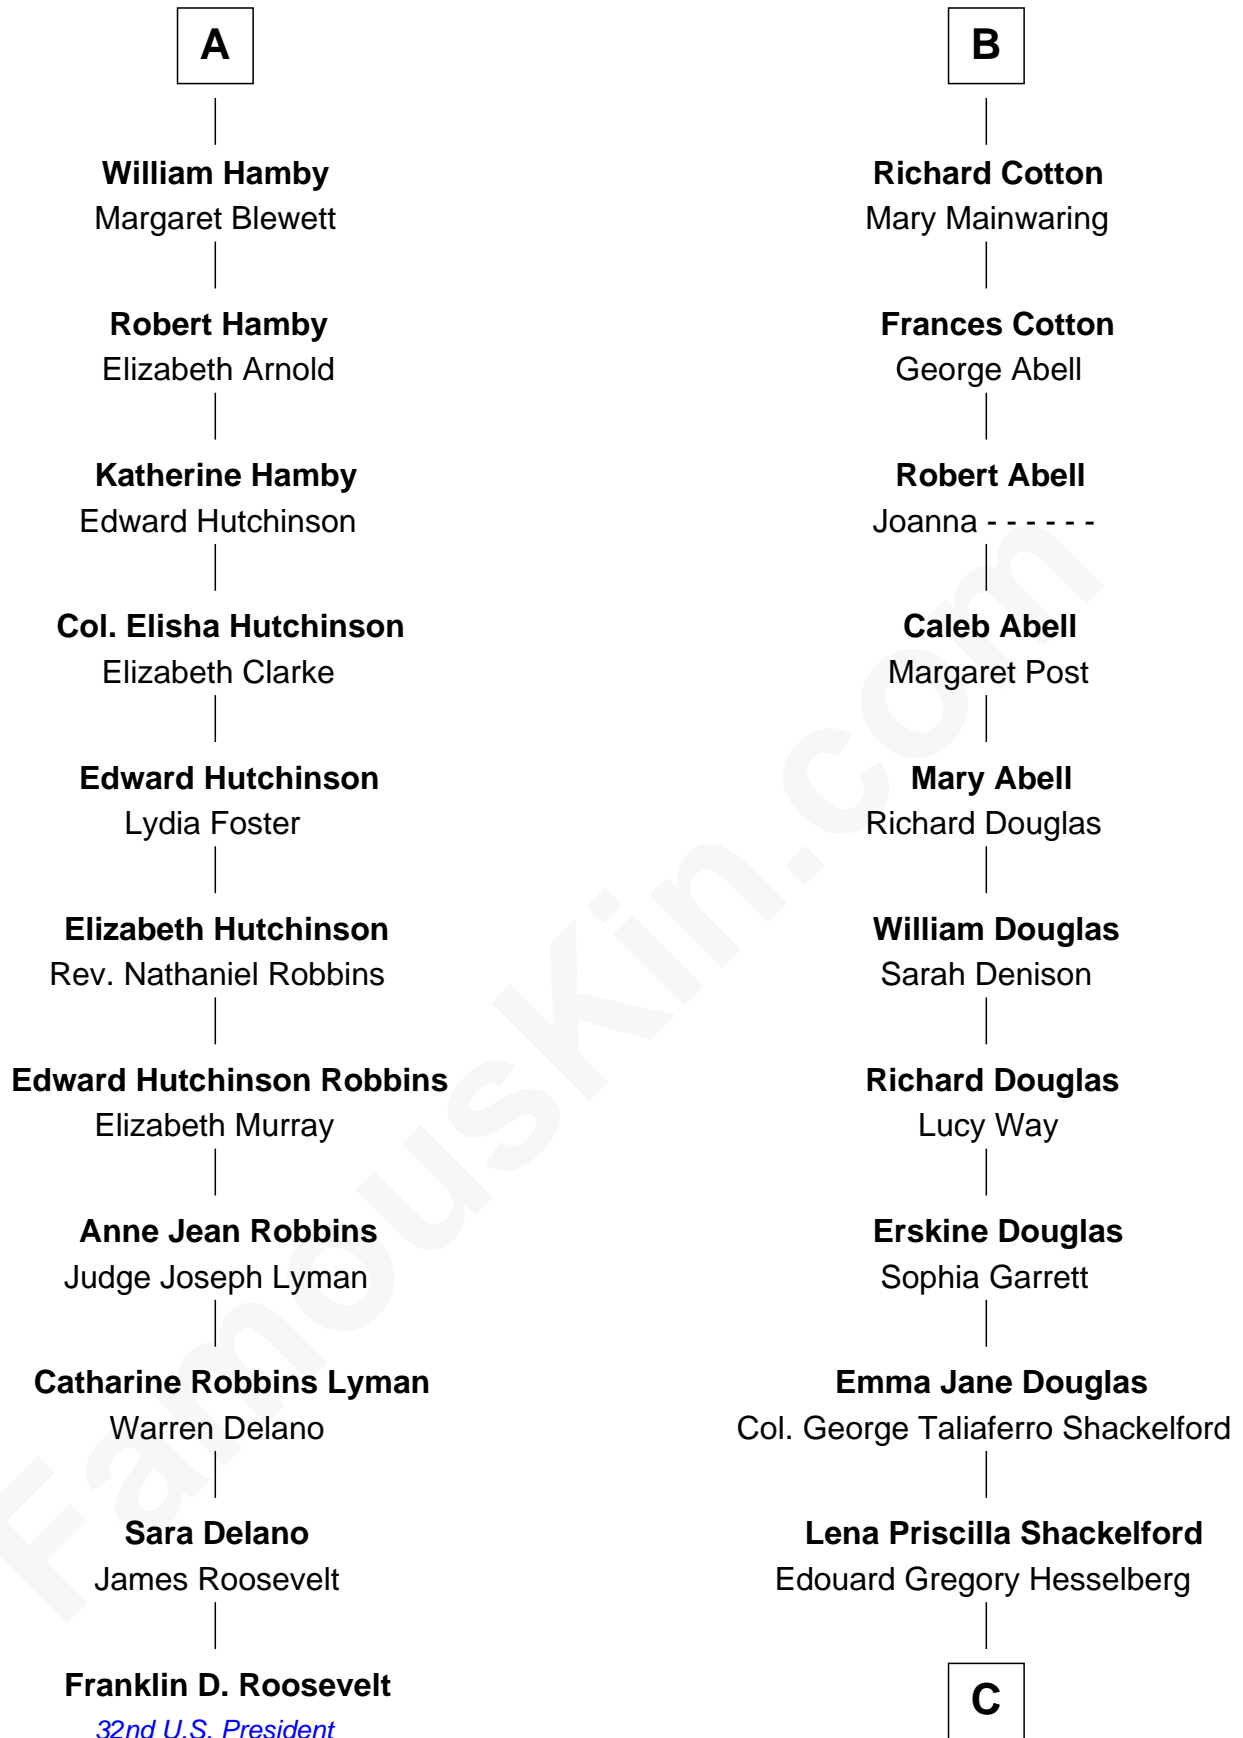 A
William Hamby
Margaret Blewett
Robert Hamby
Elizabeth Arnold
Katherine Hamby
Edward Hutchinson
Col. Elisha Hutchinson
Elizabeth Clarke
Edward Hutchinson
Lydia Foster
Elizabeth Hutchinson
Rev. Nathaniel Robbins
Edward Hutchinson Robbins
Elizabeth Murray
Anne Jean Robbins
Judge Joseph Lyman
Catharine Robbins Lyman
Warren Delano
Sara Delano
James Roosevelt
Franklin D. Roosevelt
32nd U.S. President
B
Richard Cotton
Mary Mainwaring
Frances Cotton
George Abell
Robert Abell
Joanna - - - - - -
Caleb Abell
Margaret Post
Mary Abell
Richard Douglas
William Douglas
Sarah Denison
Richard Douglas
Lucy Way
Erskine Douglas
Sophia Garrett
Emma Jane Douglas
Col. George Taliaferro Shackelford
Lena Priscilla Shackelford
Edouard Gregory Hesselberg
C
FamousKin.com